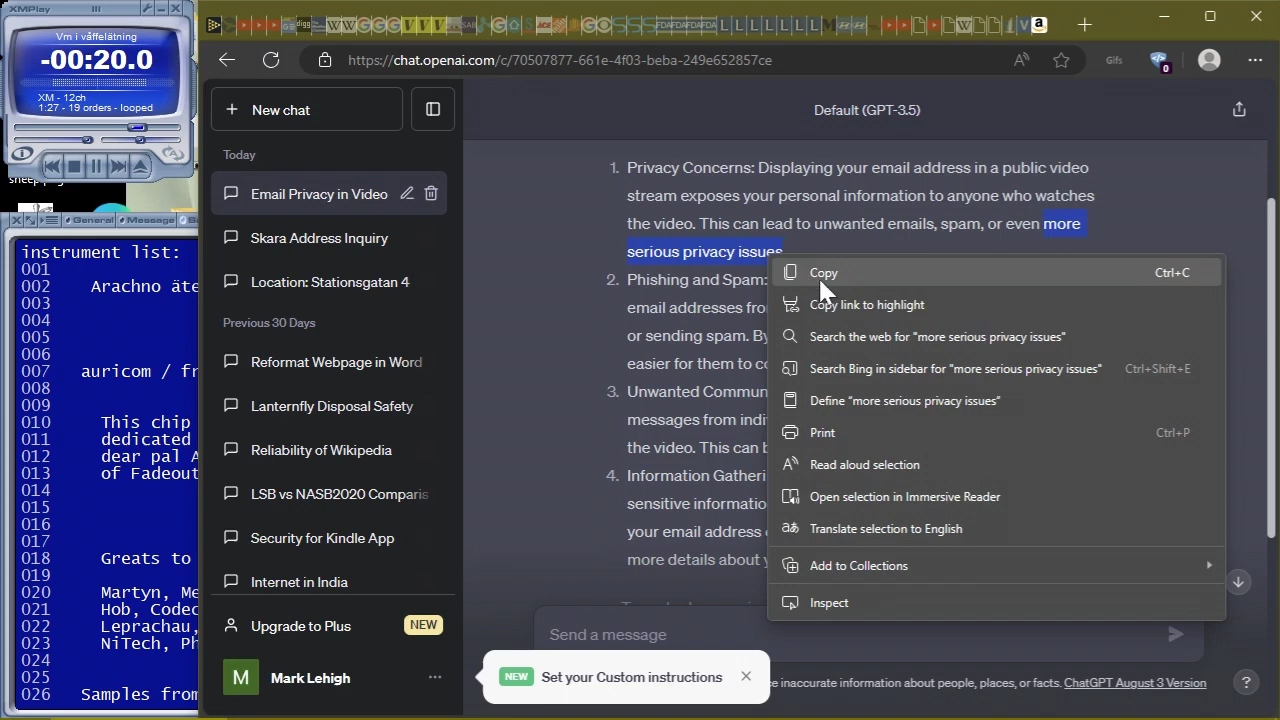 XMPlay
Vm i våffelätning
-00:20.0
XM - 12ch
1:27 - 19 orders - looped
General
Message
instrument list:
001
002 Arachno äte
003
004
005
006
007 auricom / fr
008
009
010 This chip
011 dedicated
012 dear pal A
013 of Fadeout
014
015
016
017
018 Greats to
019
020 Martyn, Me
021 Hob, Codec
022 Leprachau,
023 NiTech, Ph
024
025
026 Samples from
https://chat.openai.com/c/70507877-661e-4f03-beba-249e652857ce
Gifs
0
New chat
Today
Email Privacy in Video
Skara Address Inquiry
Location: Stationsgatan 4
Previous 30 Days
Reformat Webpage in Word
Lanternfly Disposal Safety
Reliability of Wikipedia
LSB vs NASB2020 Comparis
Security for Kindle App
Internet in India
Upgrade to Plus NEW
M Mark Lehigh
Default (GPT-3.5)
1. Privacy Concerns: Displaying your email address in a public video
stream exposes your personal information to anyone who watches
the video. This can lead to unwanted emails, spam, or even more
serious privacy issues
2. Phishing and Spam:
email addresses fro
or sending spam. By
easier for them to co
3. Unwanted Commun
messages from indi
the video. This can b
4. Information Gatheri
sensitive informatio
your email address
more details about y
Copy Ctrl+C
Copy link to highlight
Search the web for "more serious privacy issues"
Search Bing in sidebar for "more serious privacy issues" Ctrl+Shift+E
Define "more serious privacy issues"
Print Ctrl+P
Read aloud selection
Open selection in Immersive Reader
Translate selection to English
Add to Collections
Inspect
Send a message
NEW Set your Custom instructions
e inaccurate information about people, places, or facts. ChatGPT August 3 Version
?